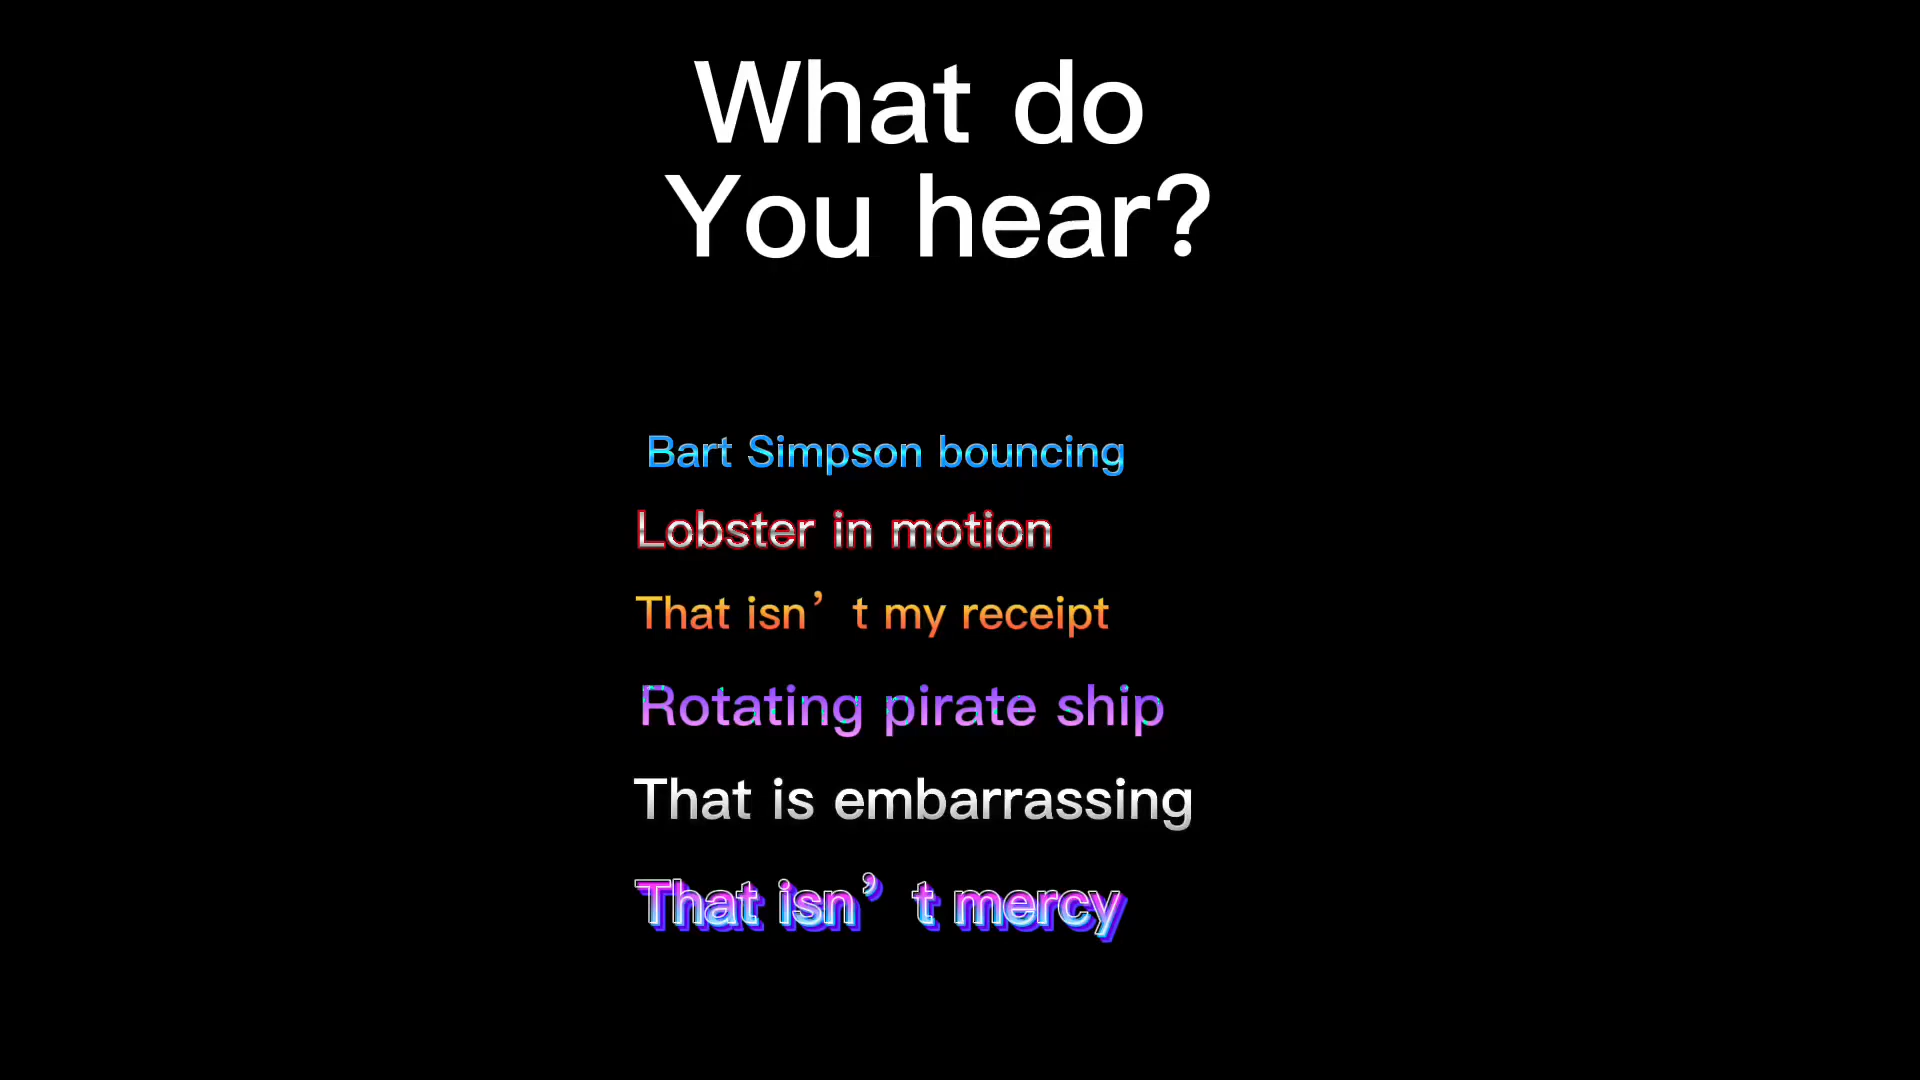 What do
You hear?
Bart Simpson bouncing
Lobster in motion
That isn’t my receipt
Rotating pirate ship
That is embarrassing
That isn’t mercy